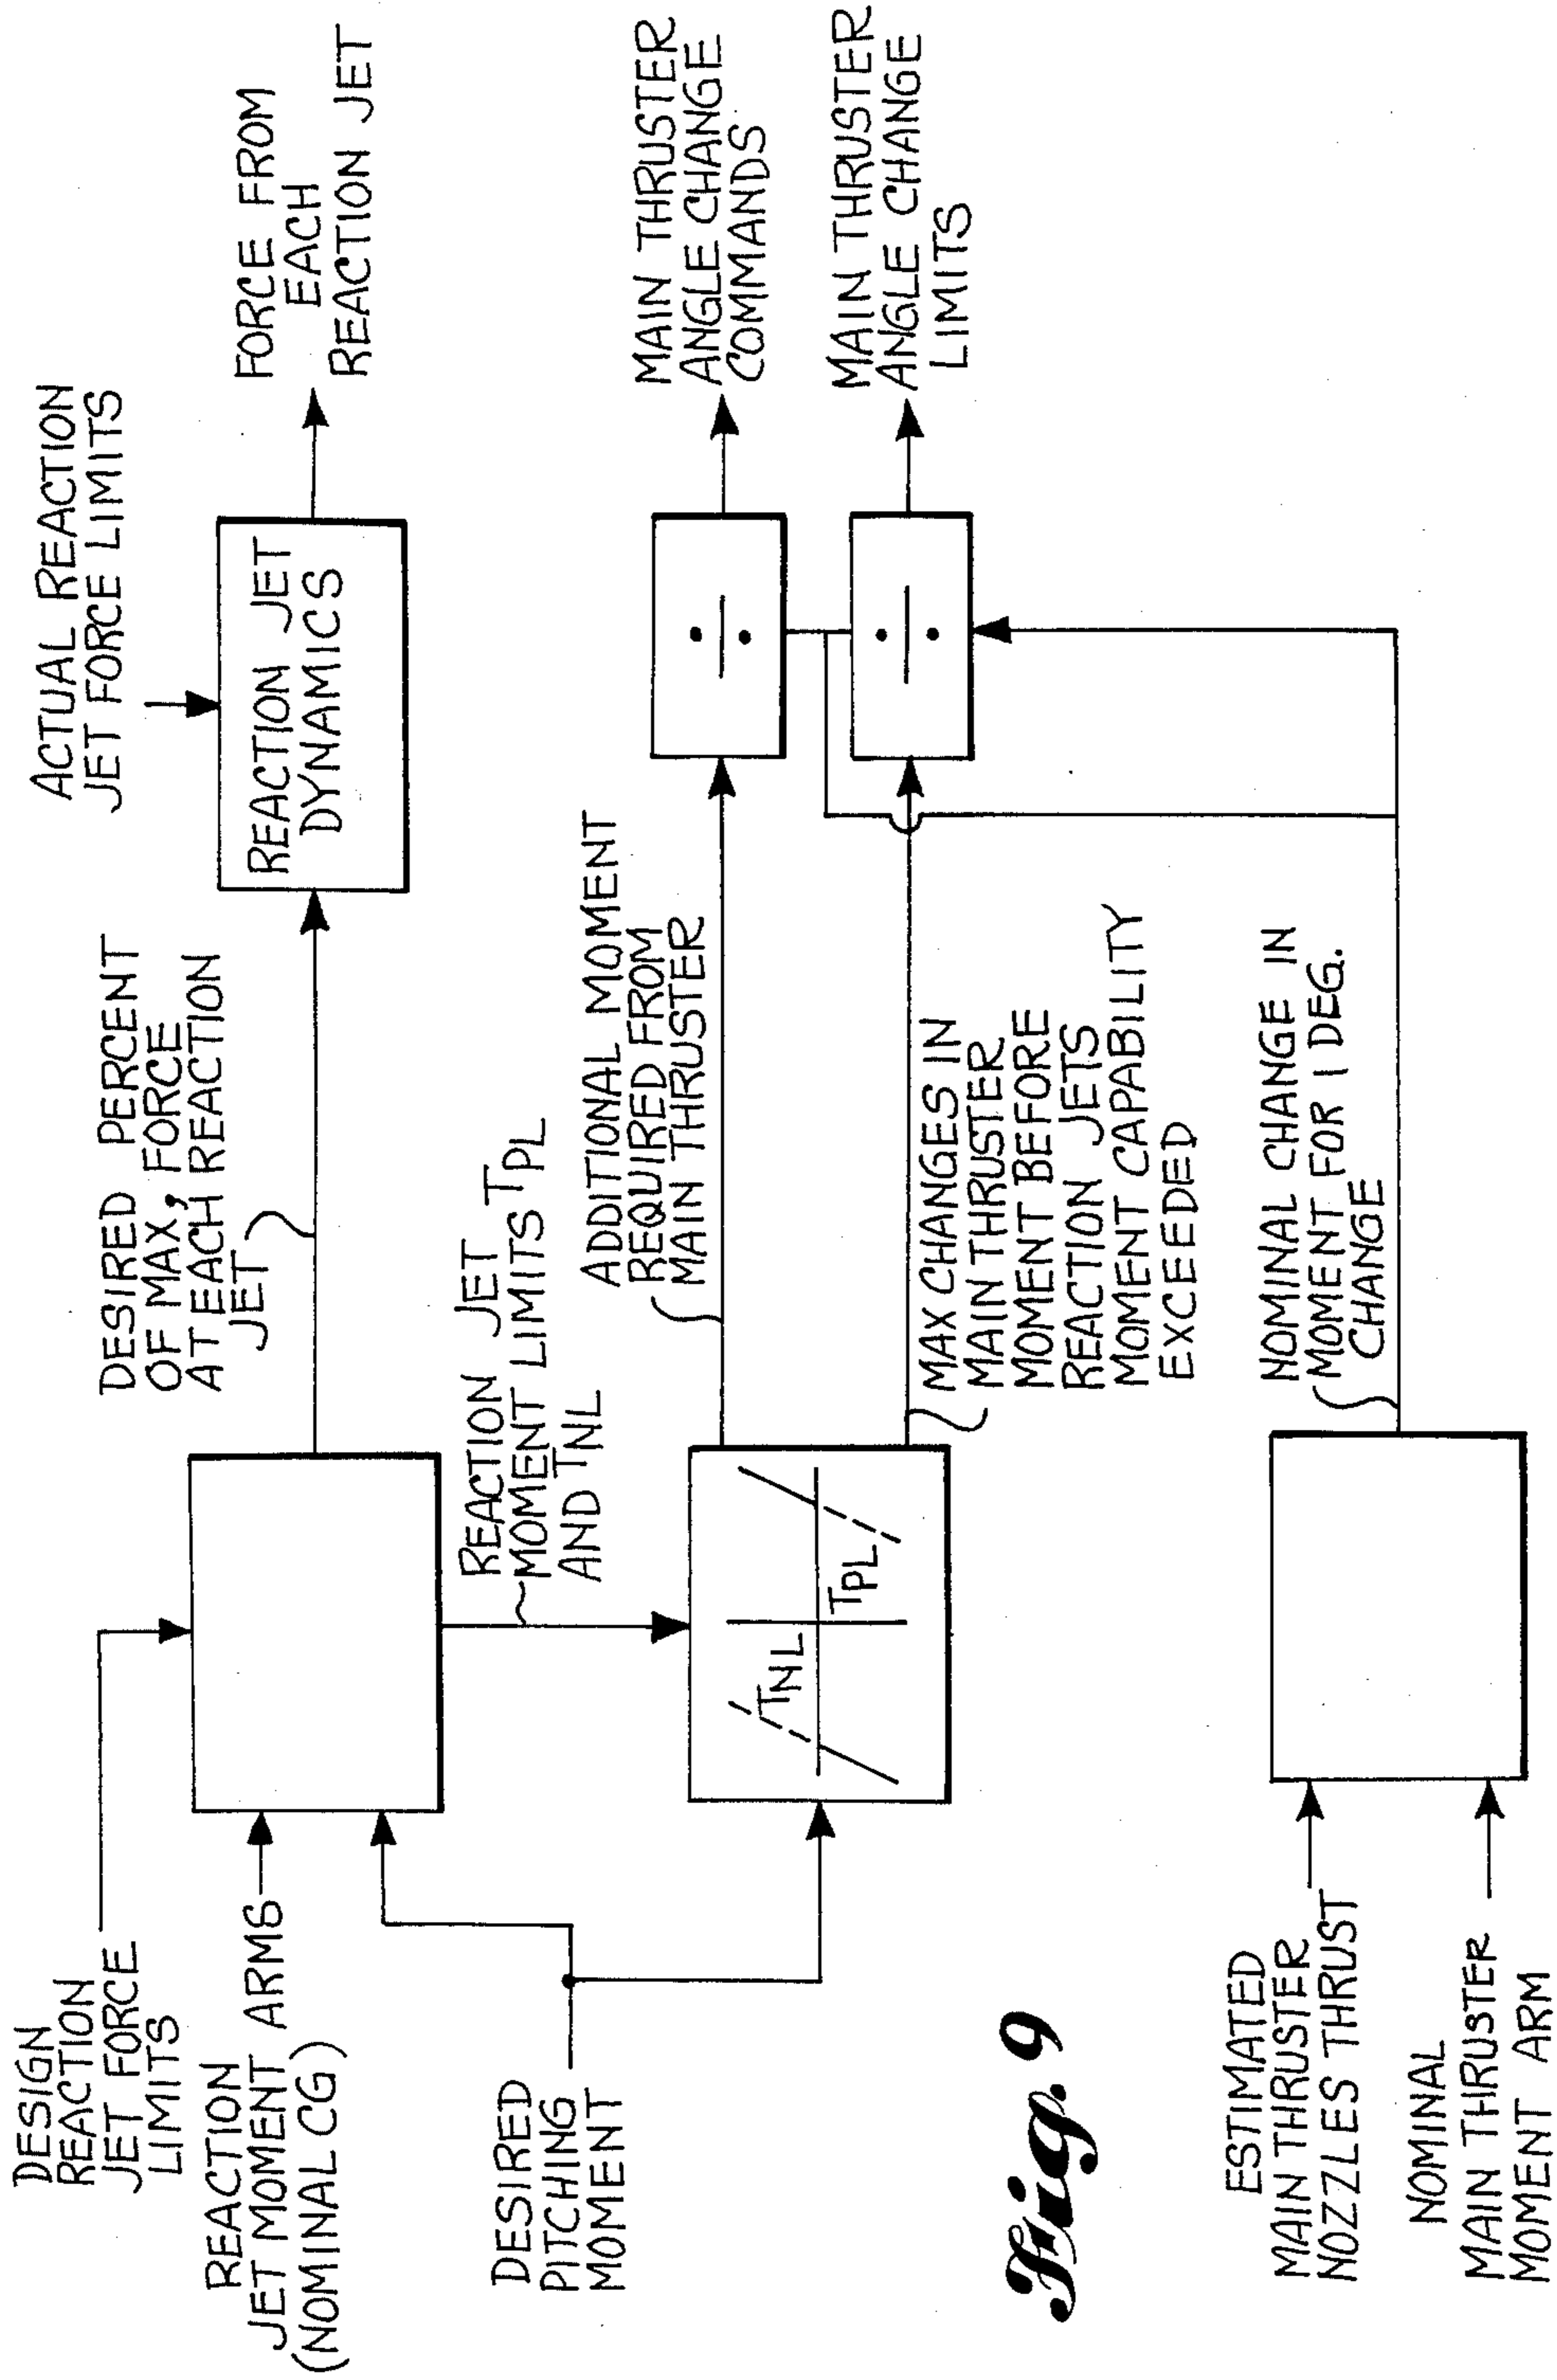 DESIGN
REACTION
JET FORCE
LIMITS
REACTION
JET MOMENT ARMS
(NOMINAL CG)
DESIRED
PITCHING
MOMENT
DESIRED PERCENT
OF MAX, FORCE
AT EACH REACTION
JET
ACTUAL REACTION
JET FORCE LIMITS
REACTION JET
DYNAMICS
FORCE FROM
EACH
REACTION JET
REACTION JET
MOMENT LIMITS TPL
AND TNL
TNL
TPL
ADDITIONAL MOMENT
REQUIRED FROM
MAIN THRUSTER
MAX CHANGES IN
MAIN THRUSTER
MOMENT BEFORE
REACTION JETS
MOMENT CAPABILITY
EXCEEDED
÷
÷
MAIN THRUSTER
ANGLE CHANGE
COMMANDS
MAIN THRUSTER
ANGLE CHANGE
LIMITS
ESTIMATED
MAIN THRUSTER
NOZZLES THRUST
NOMINAL
MAIN THRUSTER
MOMENT ARM
NOMINAL CHANGE IN
MOMENT FOR 1 DEG.
CHANGE
Fig. 9